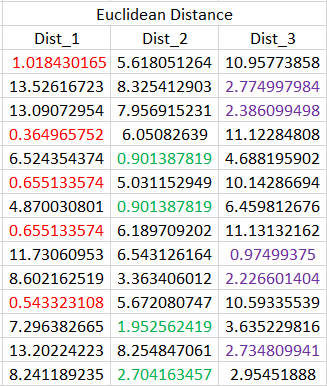 Euclidean Distance
Dist_1 Dist_2 Dist_3
1.018430165 5.618051264 10.95773858
13.52616723 8.325412903 2.774997984
13.09072954 7.956915231 2.386099498
0.364965752 6.05082639 11.12284808
6.524354374 0.901387819 4.688195902
0.655133574 5.031152949 10.14286694
4.870030801 0.901387819 6.459812676
0.655133574 6.189709202 11.13132162
11.73060953 6.543126164 0.97499375
8.602162519 3.363406012 2.226601404
0.543323108 5.672080747 10.59335539
7.296382665 1.952562419 3.635229816
13.20224223 8.254847061 2.734809941
8.241189235 2.704163457 2.95451888